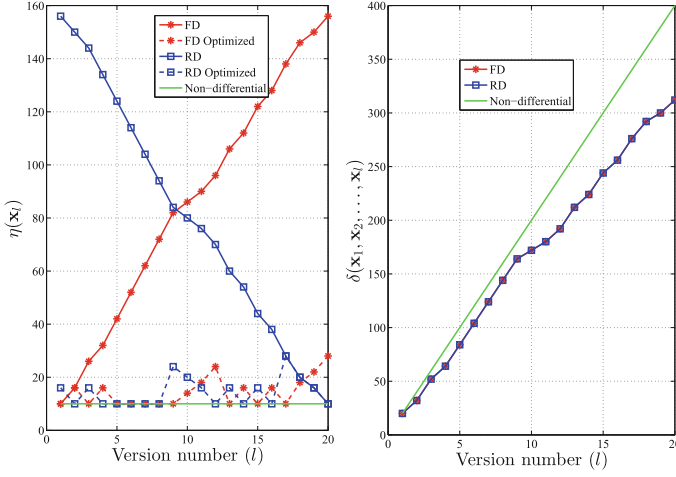 160
140
120
100
80
60
40
20
0
η(x_l)
FD
FD Optimized
RD
RD Optimized
Non-differential
0
5
10
15
20
Version number (l)
400
350
300
250
200
150
100
50
0
δ(x_1, x_2, ..., x_l)
FD
RD
Non-differential
0
5
10
15
20
Version number (l)